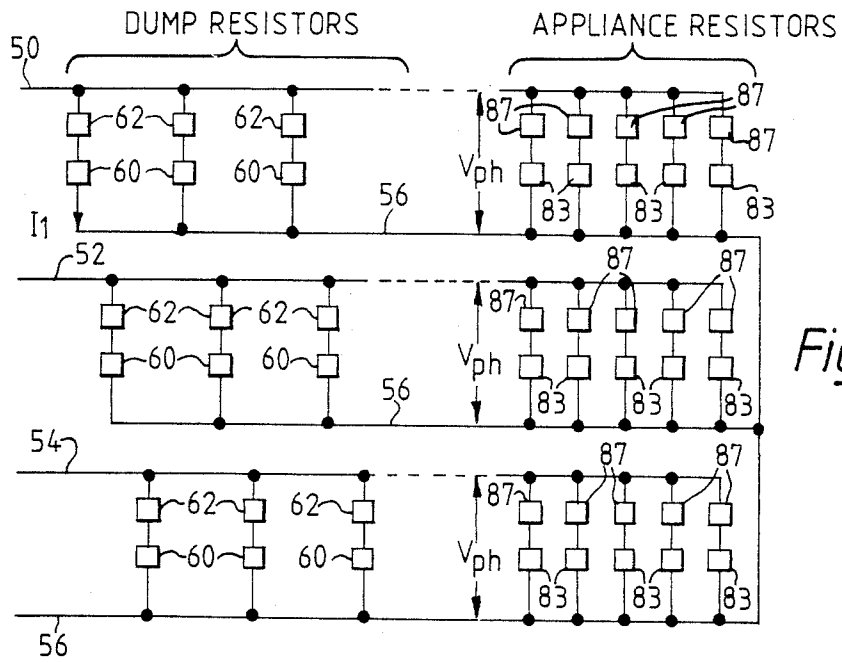 DUMP RESISTORS APPLIANCE RESISTORS
50
62 62 87 87
87
60 60 Vph
83 83 83
I1 56
52 87 87
62 62 87
60 60 Vph
83 83 83
56
54 87 87
62 62 87
60 60 Vph
83 83 83
56
Fig